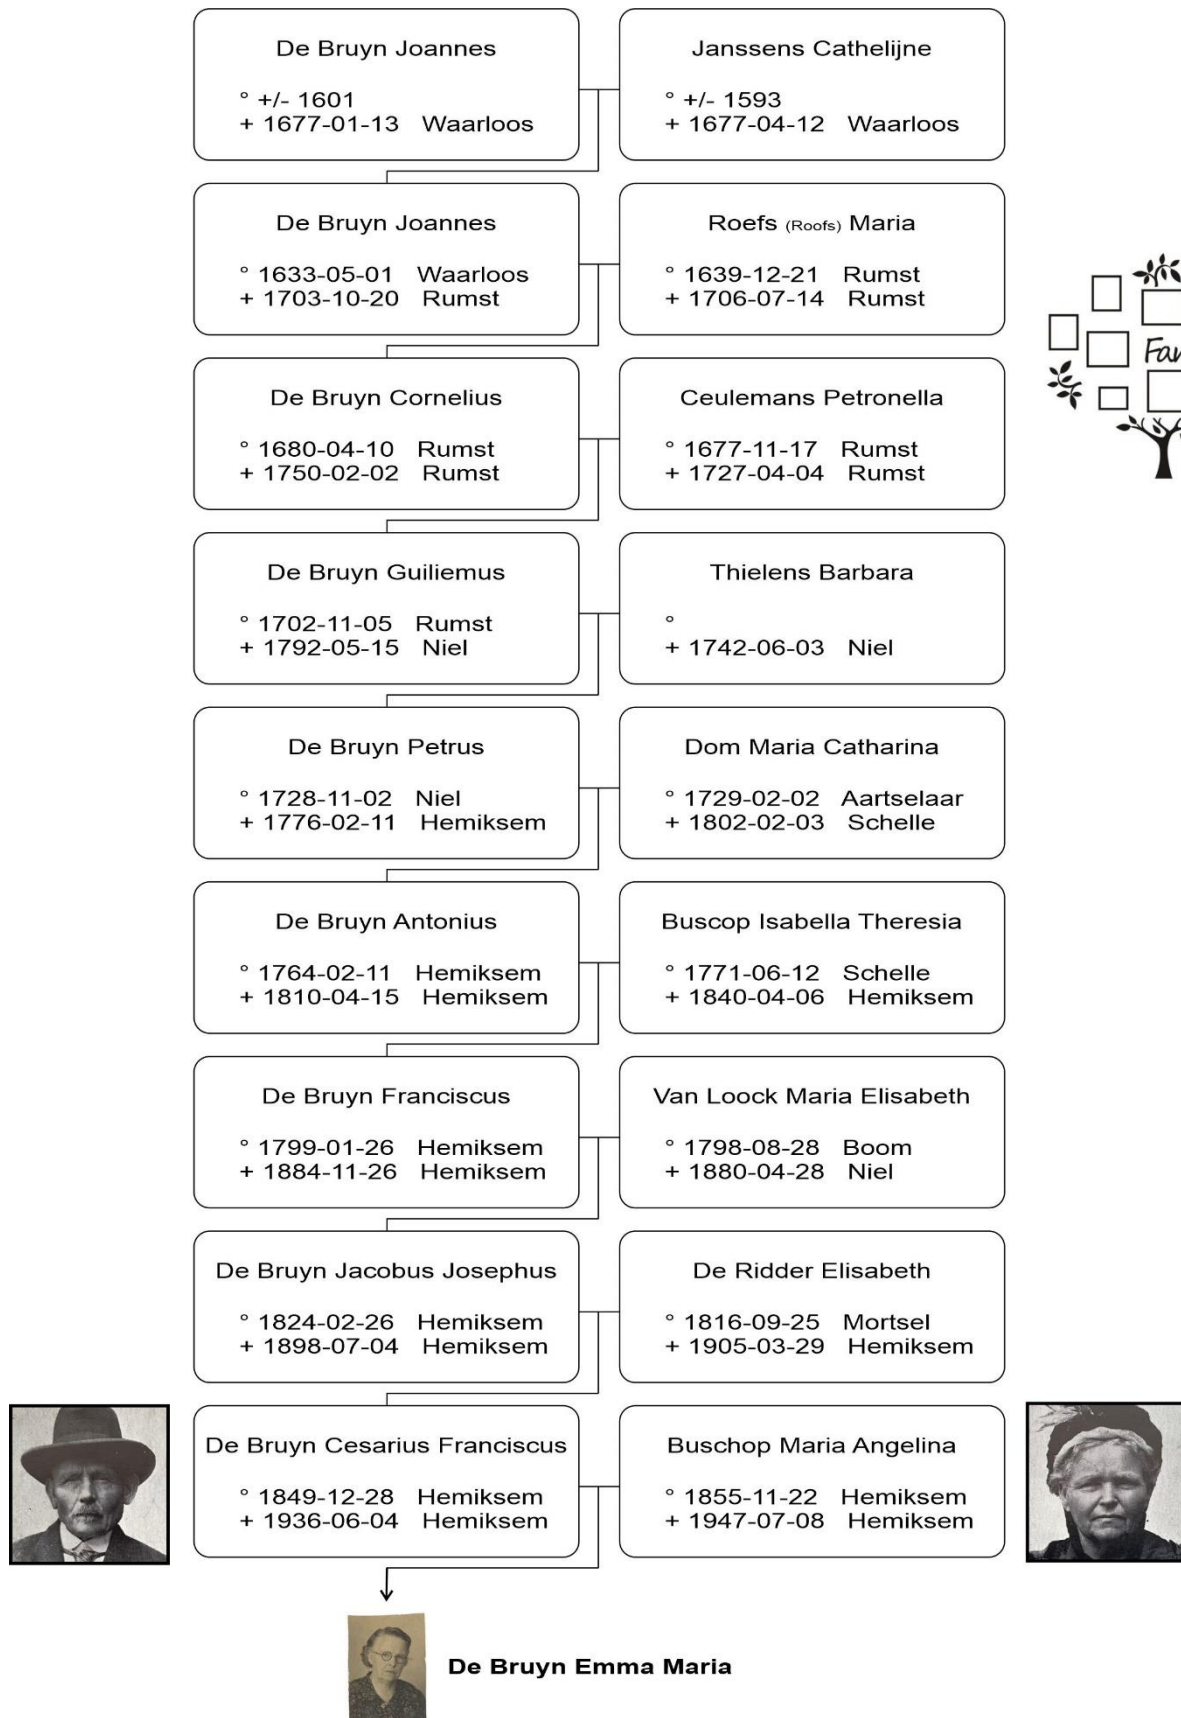 De Bruyn Joannes
° +/- 1601
+ 1677-01-13 Waarloos
Janssens Cathelijne
° +/- 1593
+ 1677-04-12 Waarloos
De Bruyn Joannes
° 1633-05-01 Waarloos
+ 1703-10-20 Rumst
Roefs (Roofs) Maria
° 1639-12-21 Rumst
+ 1706-07-14 Rumst
De Bruyn Cornelius
° 1680-04-10 Rumst
+ 1750-02-02 Rumst
Ceulemans Petronella
° 1677-11-17 Rumst
+ 1727-04-04 Rumst
De Bruyn Guiliemus
° 1702-11-05 Rumst
+ 1792-05-15 Niel
Thielens Barbara
°
+ 1742-06-03 Niel
De Bruyn Petrus
° 1728-11-02 Niel
+ 1776-02-11 Hemiksem
Dom Maria Catharina
° 1729-02-02 Aartselaar
+ 1802-02-03 Schelle
De Bruyn Antonius
° 1764-02-11 Hemiksem
+ 1810-04-15 Hemiksem
Buscop Isabella Theresia
° 1771-06-12 Schelle
+ 1840-04-06 Hemiksem
De Bruyn Franciscus
° 1799-01-26 Hemiksem
+ 1884-11-26 Hemiksem
Van Loock Maria Elisabeth
° 1798-08-28 Boom
+ 1880-04-28 Niel
De Bruyn Jacobus Josephus
° 1824-02-26 Hemiksem
+ 1898-07-04 Hemiksem
De Ridder Elisabeth
° 1816-09-25 Mortsel
+ 1905-03-29 Hemiksem
De Bruyn Cesarius Franciscus
° 1849-12-28 Hemiksem
+ 1936-06-04 Hemiksem
Buschop Maria Angelina
° 1855-11-22 Hemiksem
+ 1947-07-08 Hemiksem
De Bruyn Emma Maria